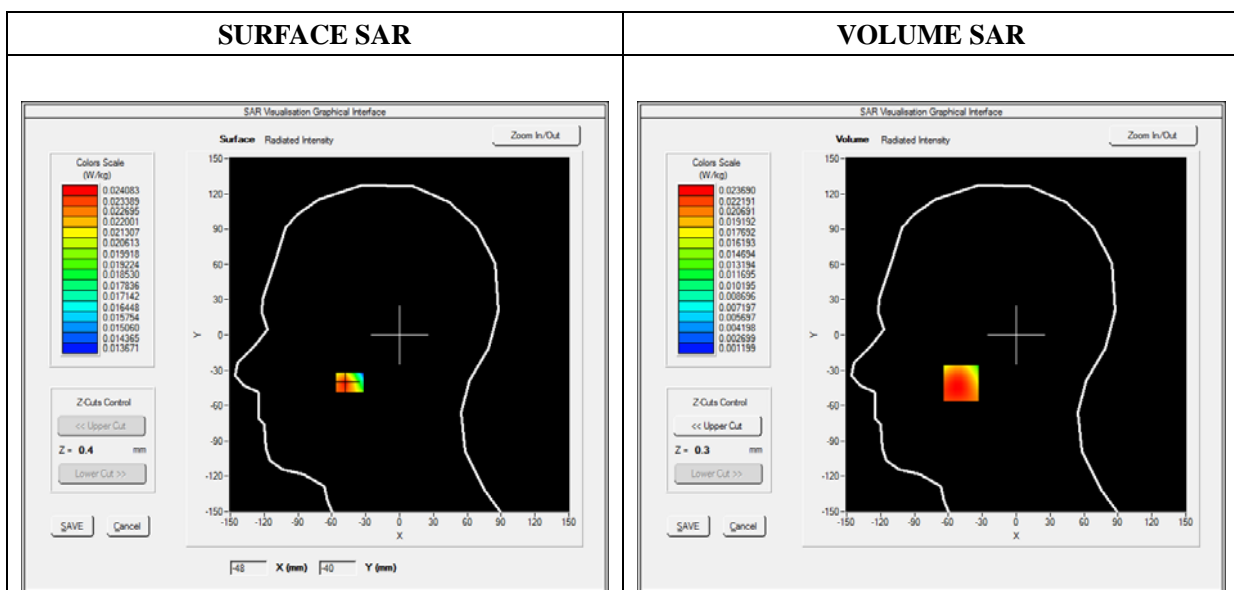 SURFACE SAR
SAR Visualisation Graphical Interface
Surface Radiated Intensity
Zoom In/Out
Colors Scale
(W/kg)
0.024083
0.023389
0.022695
0.022001
0.021307
0.020613
0.019918
0.019224
0.018530
0.017836
0.017142
0.016448
0.015754
0.015060
0.014365
0.013671
Z-Cuts Control
<< Upper Cut
Z = 0.4 mm
Lower Cut >>
SAVE Cancel
150
120
90
60
30
0
-30
-60
-90
-120
-150
Y
-150 -120 -90 -60 -30 0 30 60 90 120 150
X
-48 X (mm) -40 Y (mm)
VOLUME SAR
SAR Visualisation Graphical Interface
Volume Radiated Intensity
Zoom In/Out
Colors Scale
(W/kg)
0.023690
0.022191
0.020691
0.019192
0.017692
0.016193
0.014694
0.013194
0.011695
0.010195
0.008696
0.007197
0.005697
0.004198
0.002699
0.001199
Z-Cuts Control
<< Upper Cut
Z = 0.3 mm
Lower Cut >>
SAVE Cancel
150
120
90
60
30
0
-30
-60
-90
-120
-150
Y
-150 -120 -90 -60 -30 0 30 60 90 120 150
X